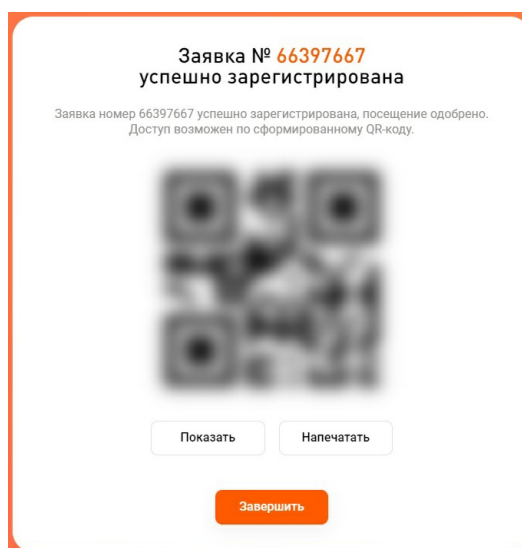 Заявка № 66397667
успешно зарегистрирована
Заявка номер 66397667 успешно зарегистрирована, посещение одобрено.
Доступ возможен по сформированному QR-коду.
Показать
Напечатать
Завершить